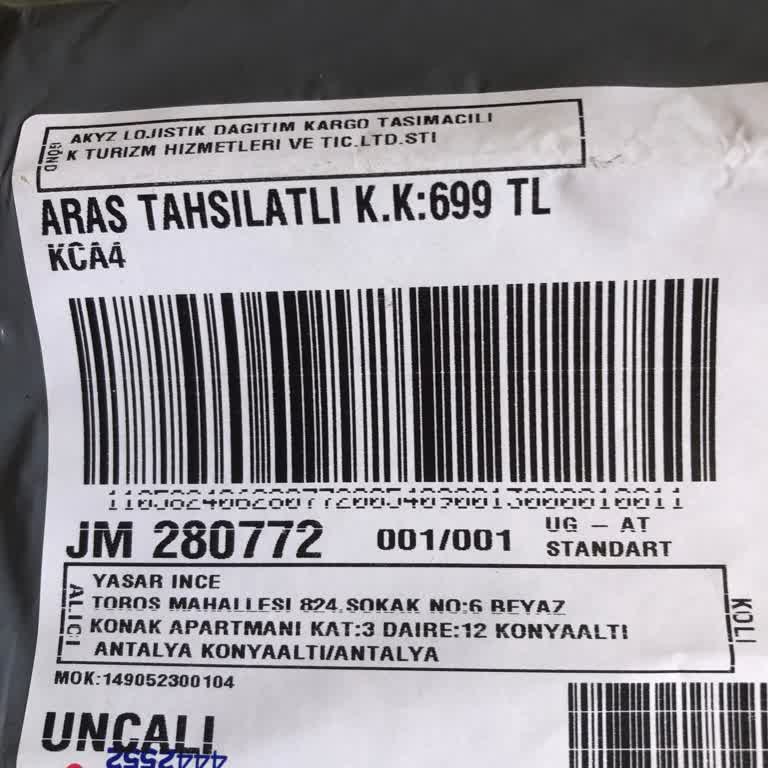 GÖND
AKYZ LOJISTIK DAGITIM KARGO TASIMACILI
K TURIZM HIZMETLERI VE TIC.LTD.STI
ARAS TAHSILATLI K.K:699 TL
KCA4
JM 280772
001/001
UG - AT
STANDART
ALICI
YASAR INCE
TOROS MAHALLESI 824.SOKAK NO:6 BEYAZ
KONAK APARTMANI KAT:3 DAIRE:12 KONYAALTI
ANTALYA KONYAALTI/ANTALYA
KOLI
MOK:149052300104
UNCALI
4442552